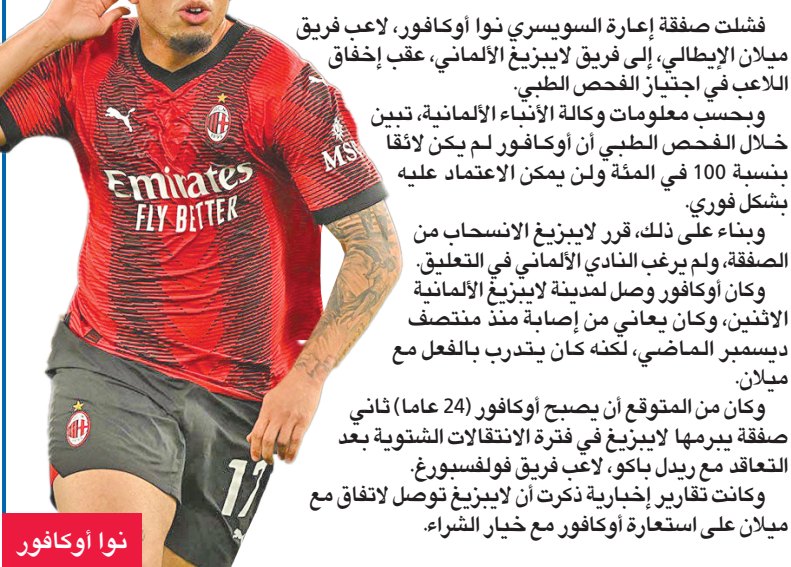 فشلت صفقة إعارة السويسري نوا أوكافور، لاعب فريق
ميلان الإيطالي، إلى فريق لايبزيغ الألماني، عقب إخفاق
اللاعب في اجتياز الفحص الطبي.
وبحسب معلومات وكالة الأنباء الألمانية، تبين
خلال الفحص الطبي أن أوكافور لم يكن لائقا
بنسبة 100 في المئة ولن يمكن الاعتماد عليه
بشكل فوري.
وبناء على ذلك، قرر لايبزيغ الانسحاب من
الصفقة، ولم يرغب النادي الألماني في التعليق.
وكان أوكافور وصل لمدينة لايبزيغ الألمانية
الاثنين، وكان يعاني من إصابة منذ منتصف
ديسمبر الماضي، لكنه كان يتدرب بالفعل مع
ميلان.
وكان من المتوقع أن يصبح أوكافور (24 عاما) ثاني
صفقة يبرمها لايبزيغ في فترة الانتقالات الشتوية بعد
التعاقد مع ريدل باكو، لاعب فريق فولفسبورغ.
وكانت تقارير إخبارية ذكرت أن لايبزيغ توصل لاتفاق مع
ميلان على استعارة أوكافور مع خيار الشراء.
Emirates
FLY BETTER
MS
17
نوا أوكافور